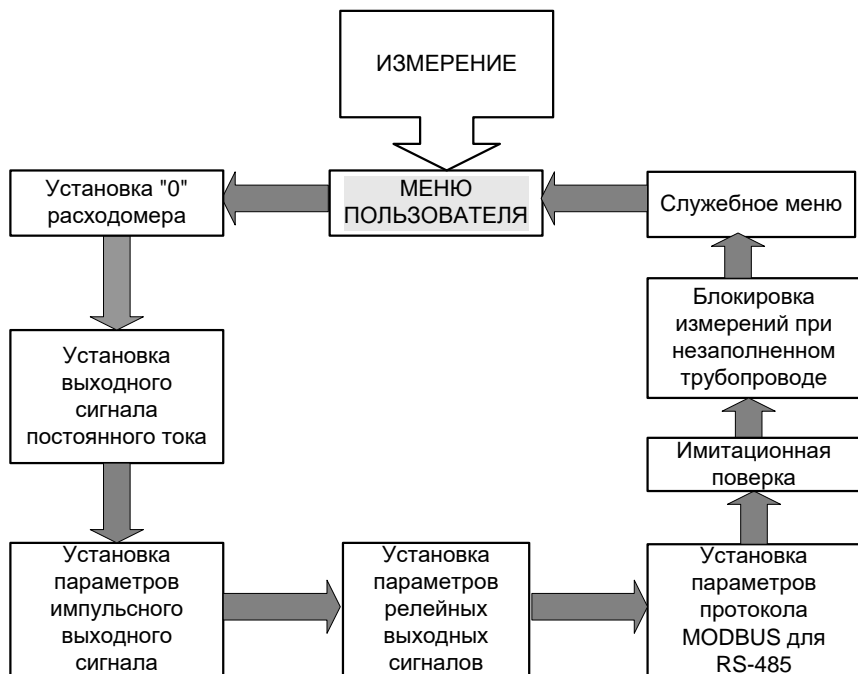 ИЗМЕРЕНИЕ
МЕНЮ
ПОЛЬЗОВАТЕЛЯ
Установка "0"
расходомера
Установка
выходного
сигнала
постоянного тока
Установка
параметров
импульсного
выходного
сигнала
Установка
параметров
релейных
выходных
сигналов
Установка
параметров
протокола
MODBUS для
RS-485
Имитационная
поверка
Блокировка
измерений при
незаполненном
трубопроводе
Служебное меню